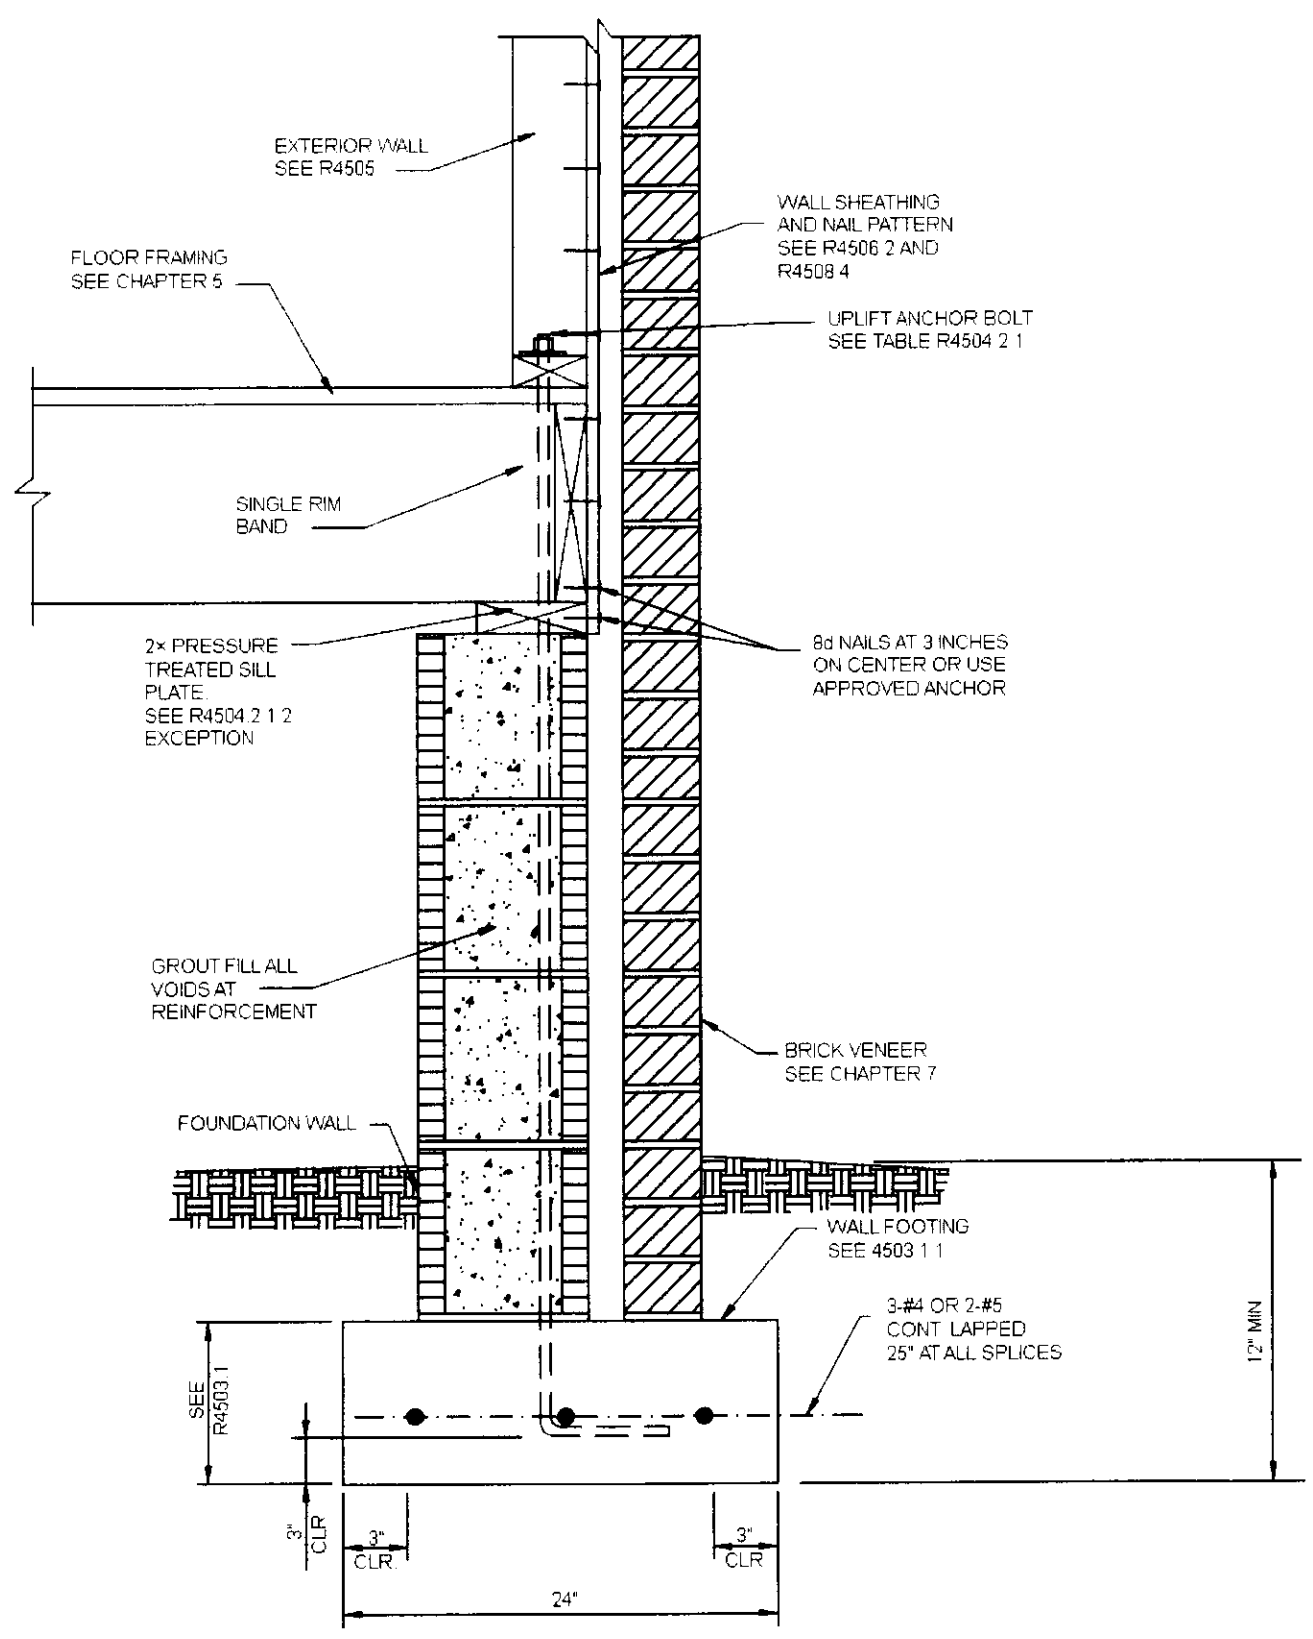 EXTERIOR WALL
SEE R4505
WALL SHEATHING
AND NAIL PATTERN
SEE R4506 2 AND
R4508 4
FLOOR FRAMING
SEE CHAPTER 5
UPLIFT ANCHOR BOLT
SEE TABLE R4504 2 1
SINGLE RIM
BAND
2× PRESSURE
TREATED SILL
PLATE.
SEE R4504.2 1 2
EXCEPTION
8d NAILS AT 3 INCHES
ON CENTER OR USE
APPROVED ANCHOR
GROUT FILL ALL
VOIDS AT
REINFORCEMENT
BRICK VENEER
SEE CHAPTER 7
FOUNDATION WALL
WALL FOOTING
SEE 4503 1 1
3-#4 OR 2-#5
CONT LAPPED
25" AT ALL SPLICES
12" MIN
SEE
R4503.1
3"
CLR
3"
CLR.
3"
CLR
24"